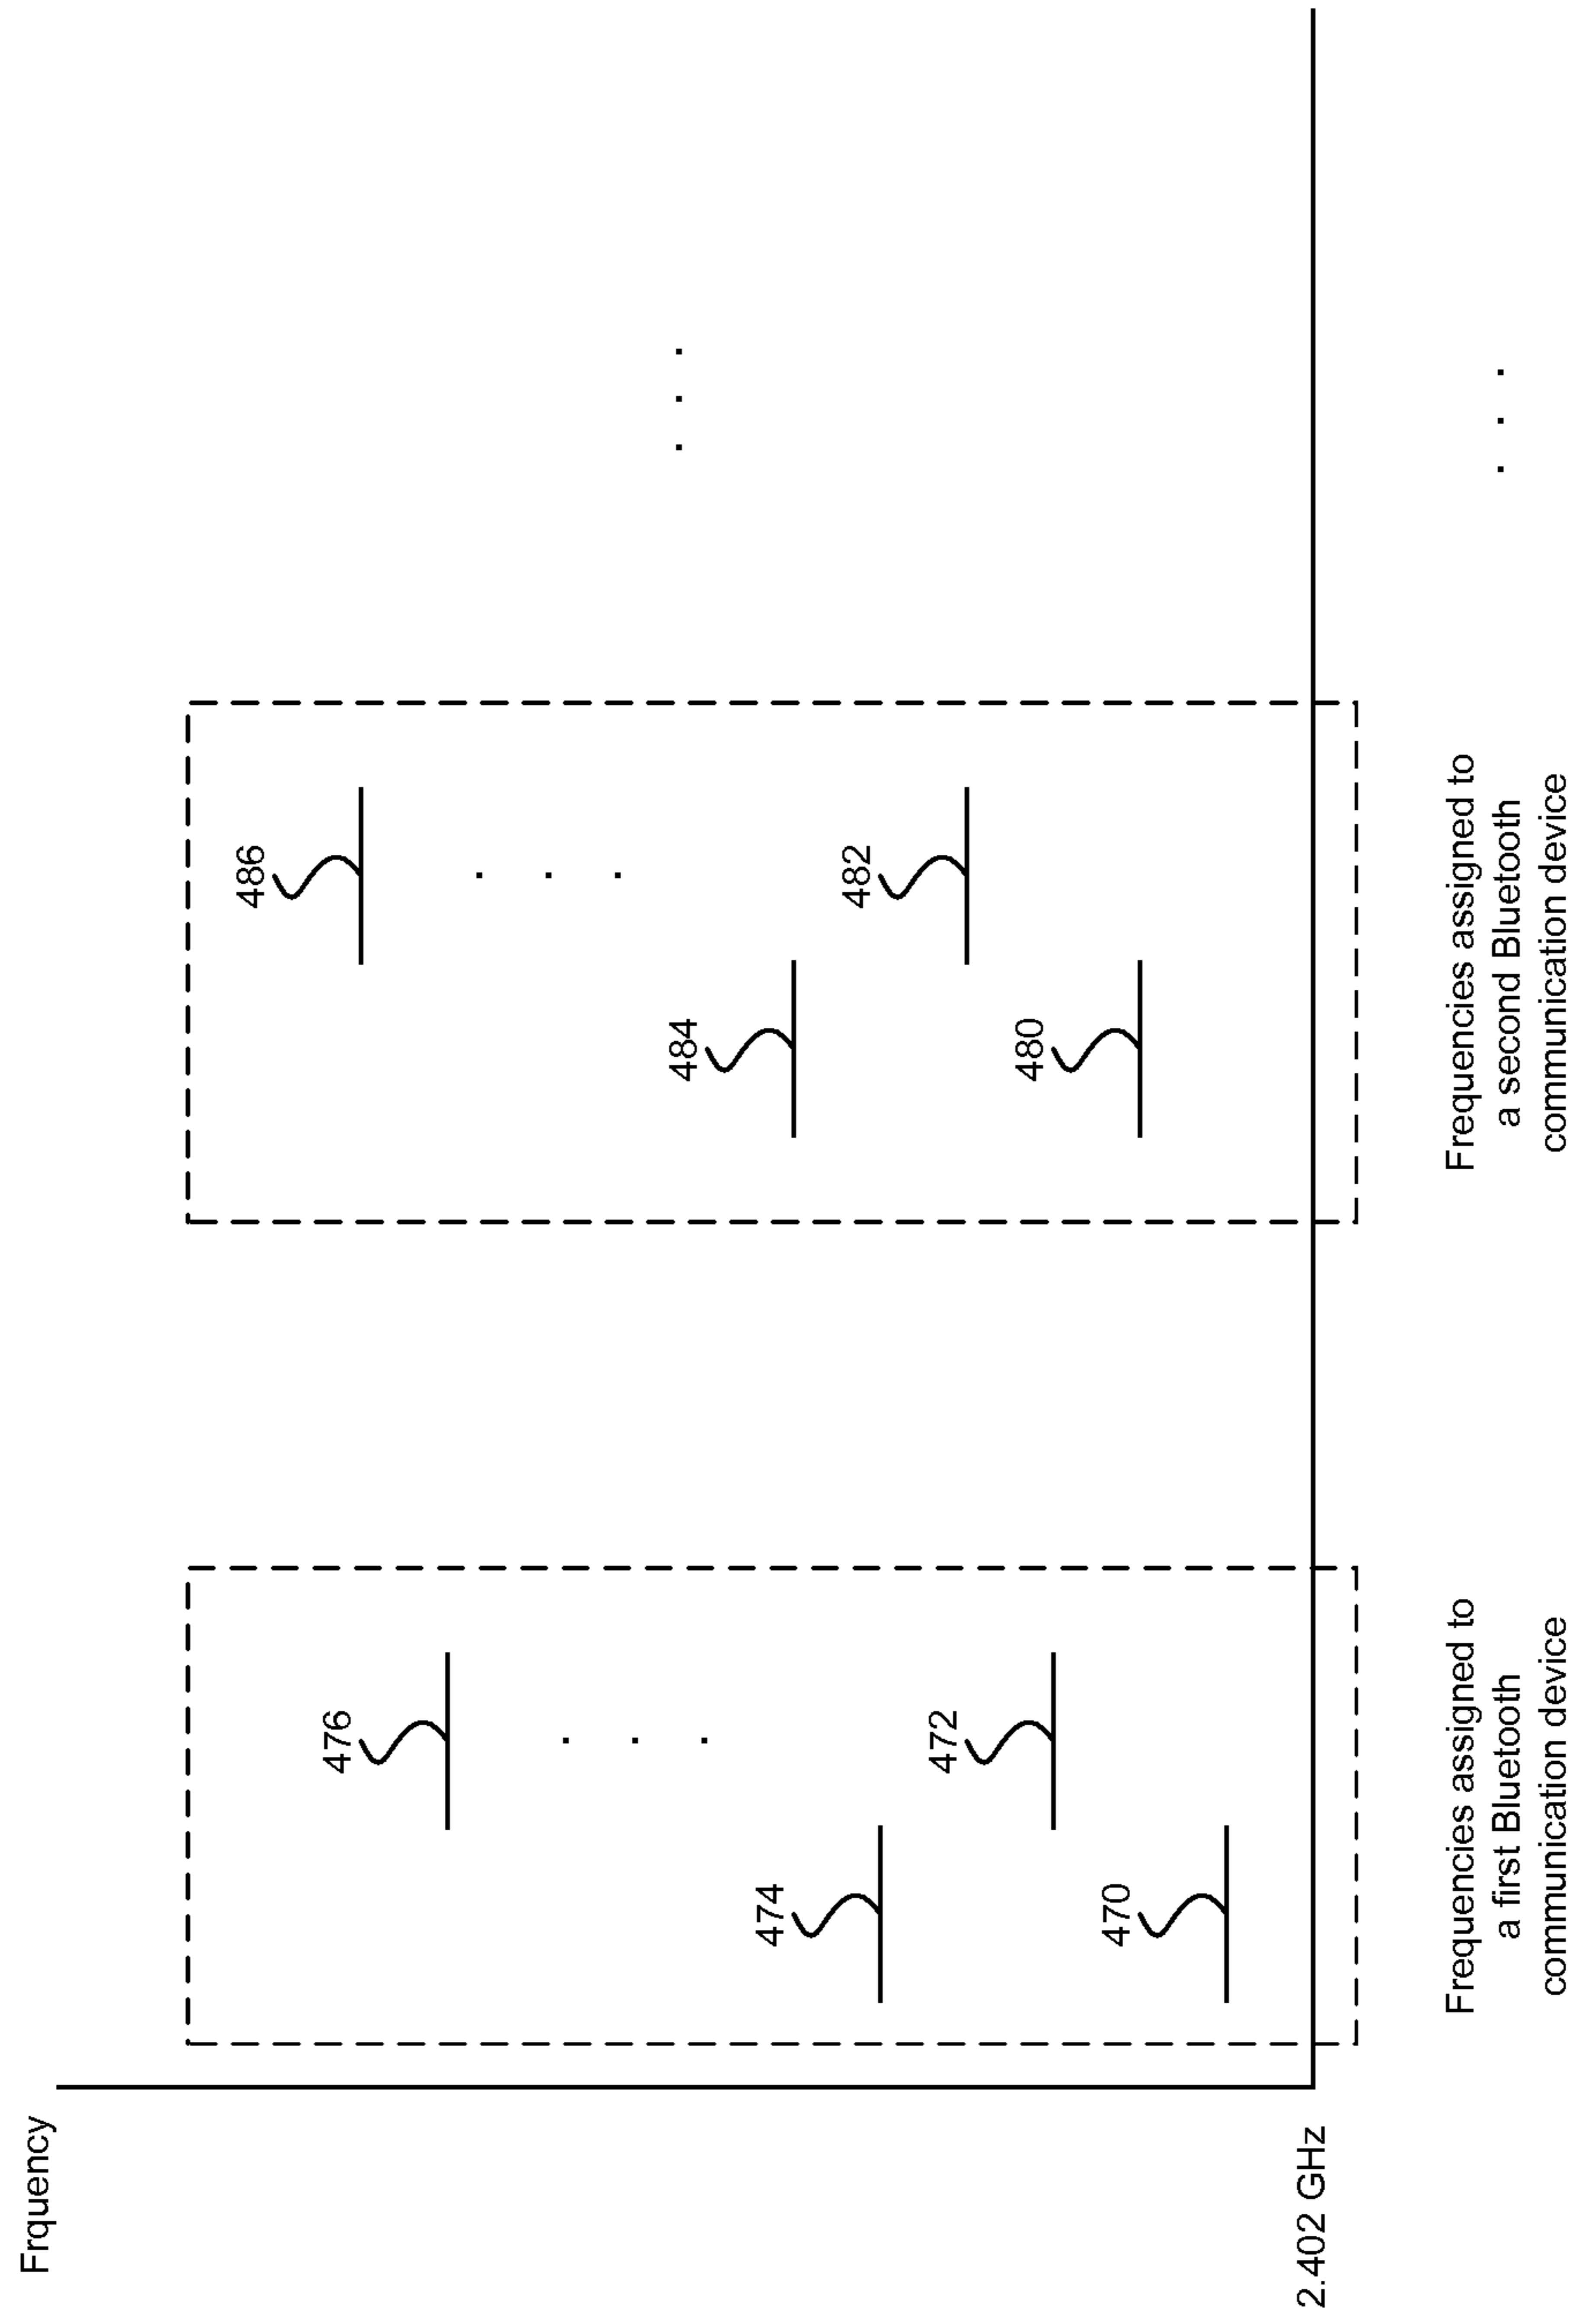 Frquency
486
476
484
474
482
472
480
470
2.402 GHz
Frequencies assigned to
a first Bluetooth
communication device
Frequencies assigned to
a second Bluetooth
communication device
. . .